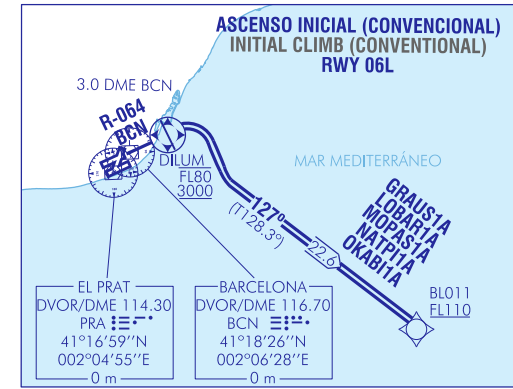 ASCENSO INICIAL (CONVENCIONAL)
INITIAL CLIMB (CONVENTIONAL)
RWY 06L
3.0 DME BCN
R-064
BCN
DILUM
FL80
3000
MAR MEDITERRÁNEO
127º
(T128.3º)
22.6
GRAUS1A
LOBAR1A
MOPAS1A
NATPI1A
OKABI1A
BL011
FL110
EL PRAT
DVOR/DME 114.30
PRA
41°16'59''N
002°04'55''E
0 m
BARCELONA
DVOR/DME 116.70
BCN
41°18'26''N
002°06'28''E
0 m